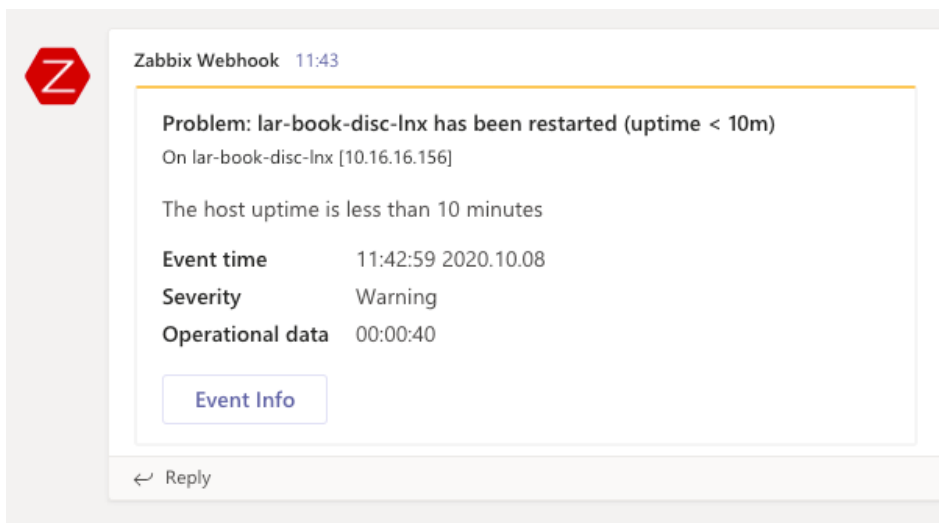 Z
Zabbix Webhook 11:43
Problem: lar-book-disc-lnx has been restarted (uptime < 10m)
On lar-book-disc-lnx [10.16.16.156]
The host uptime is less than 10 minutes
Event time 11:42:59 2020.10.08
Severity Warning
Operational data 00:00:40
Event Info
Reply